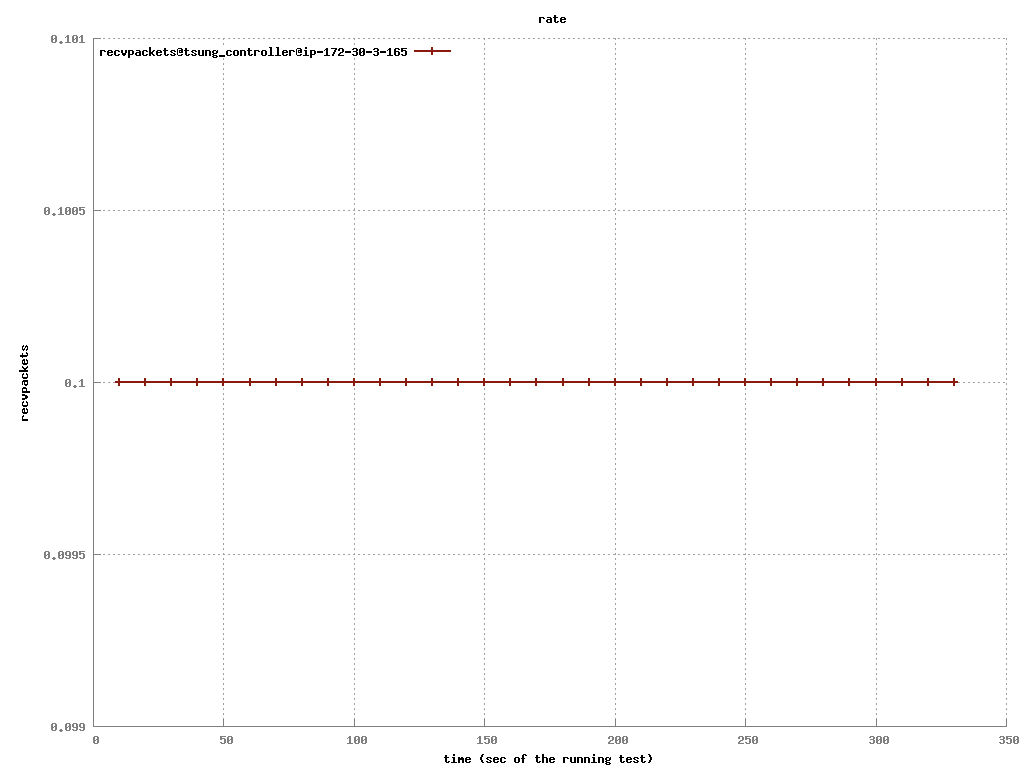 rate
0.101
recvpackets@tsung_controller@ip-172-30-3-165
0.1005
recvpackets
0.1
0.0995
0.099
0 50 100 150 200 250 300 350
time (sec of the running test)